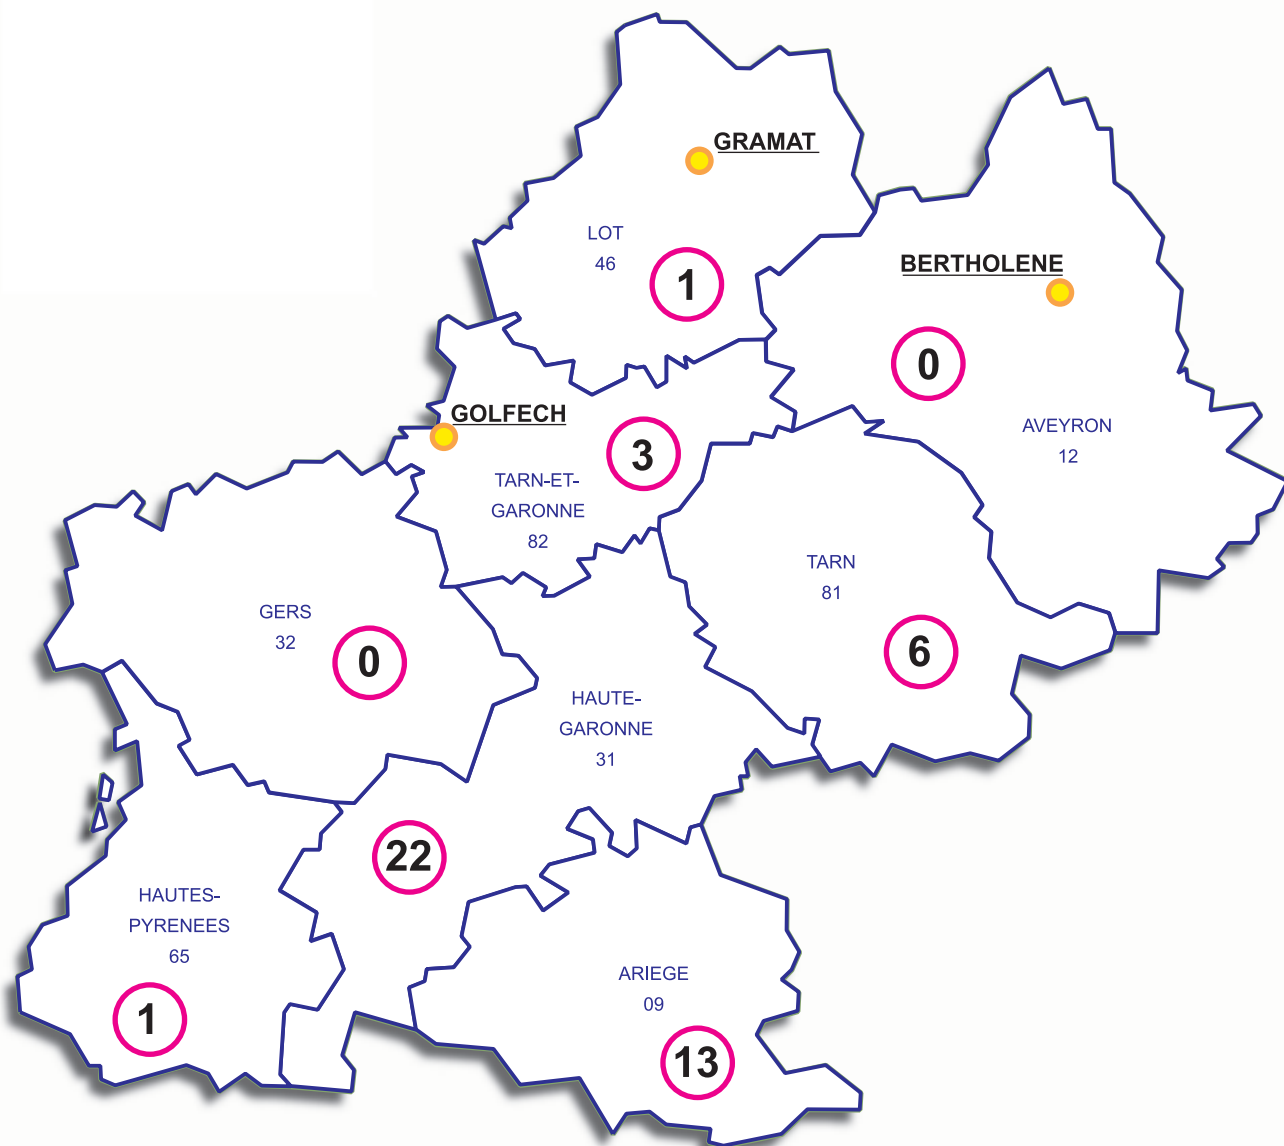 GRAMAT
LOT
46
1
BERTHOLENE
0
AVEYRON
12
GOLFECH
3
TARN-ET-
GARONNE
82
TARN
81
6
GERS
32
0
HAUTE-
GARONNE
31
22
HAUTES-
PYRENEES
65
1
ARIEGE
09
13